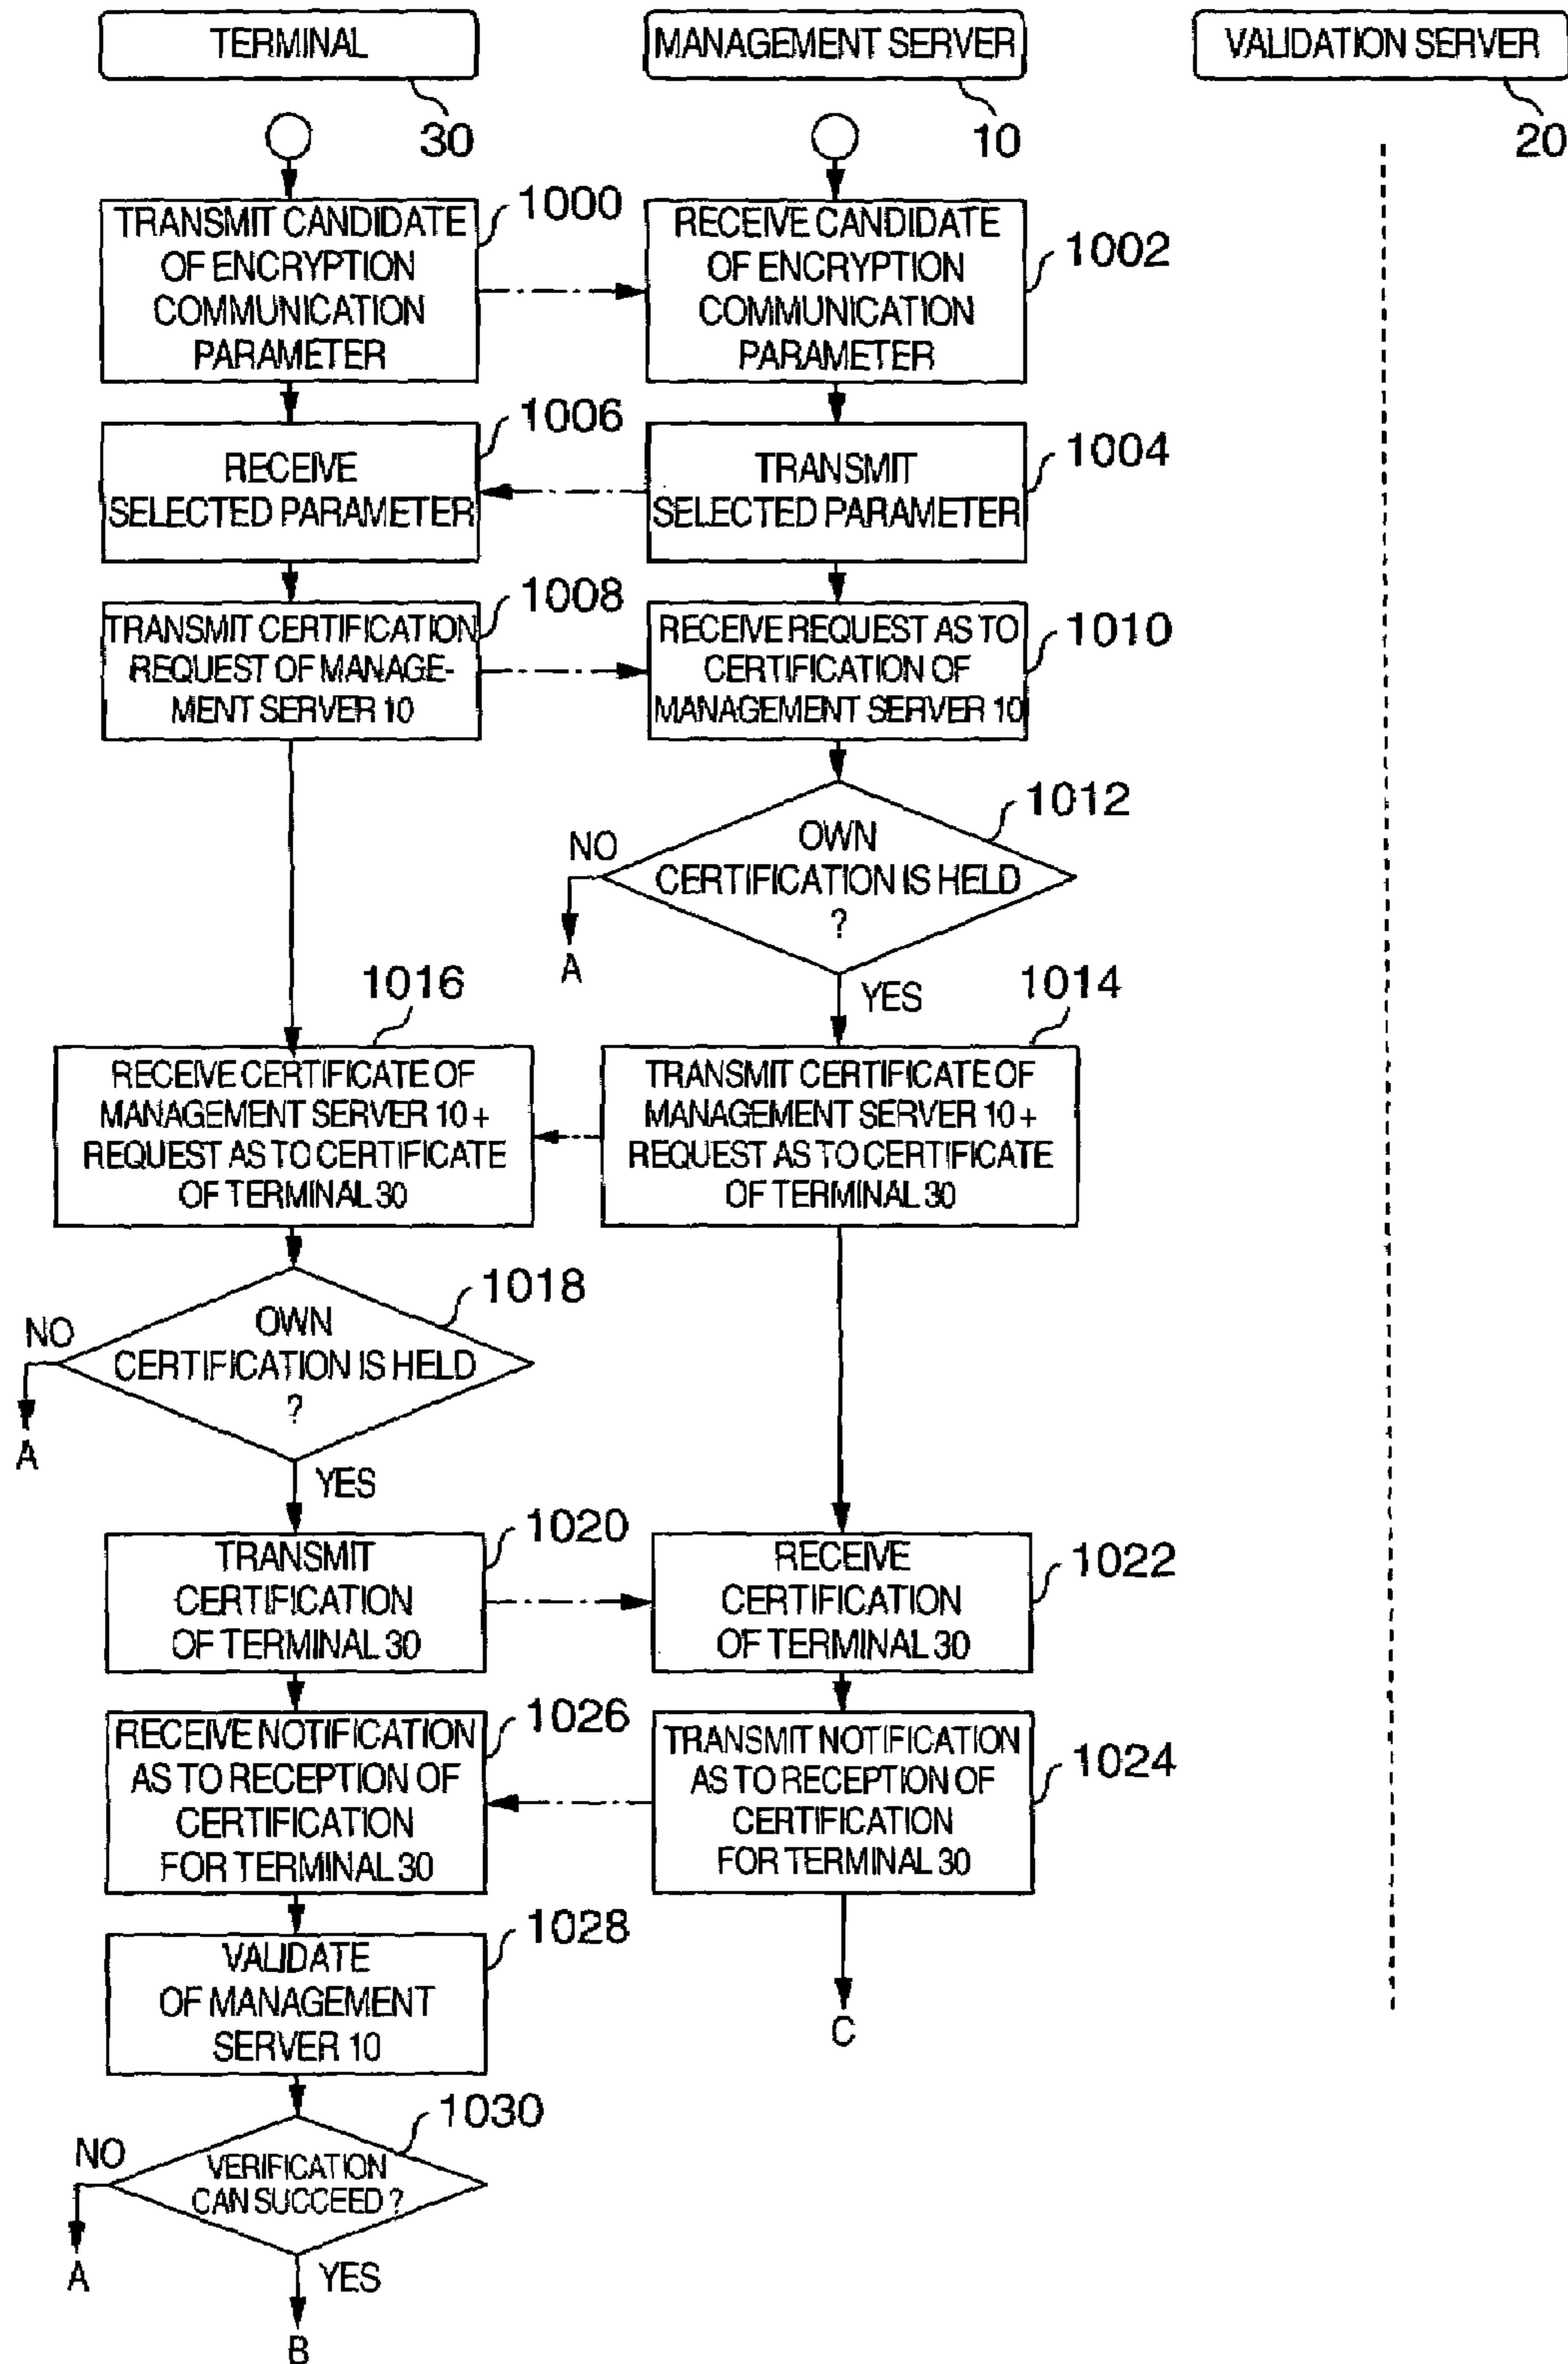 TERMINAL
MANAGEMENT SERVER
VALIDATION SERVER
30
10
20
TRANSMIT CANDIDATE
OF ENCRYPTION
COMMUNICATION
PARAMETER
1000
RECEIVE CANDIDATE
OF ENCRYPTION
COMMUNICATION
PARAMETER
1002
RECEIVE
SELECTED PARAMETER
1006
TRANSMIT
SELECTED PARAMETER
1004
TRANSMIT CERTIFICATION
REQUEST OF MANAGE-
MENT SERVER 10
1008
RECEIVE REQUEST AS TO
CERTIFICATION OF
MANAGEMENT SERVER 10
1010
OWN
CERTIFICATION IS HELD
?
1012
NO
A
YES
1016
RECEIVE CERTIFICATE OF
MANAGEMENT SERVER 10 +
REQUEST AS TO CERTIFICATE
OF TERMINAL 30
1014
TRANSMIT CERTIFICATE OF
MANAGEMENT SERVER 10 +
REQUEST AS TO CERTIFICATE
OF TERMINAL 30
OWN
CERTIFICATION IS HELD
?
1018
NO
A
YES
TRANSMIT
CERTIFICATION
OF TERMINAL 30
1020
RECEIVE
CERTIFICATION
OF TERMINAL 30
1022
RECEIVE NOTIFICATION
AS TO RECEPTION OF
CERTIFICATION
FOR TERMINAL 30
1026
TRANSMIT NOTIFICATION
AS TO RECEPTION OF
CERTIFICATION
FOR TERMINAL 30
1024
VALIDATE
OF MANAGEMENT
SERVER 10
1028
C
VERIFICATION
CAN SUCCEED ?
1030
NO
A
YES
B